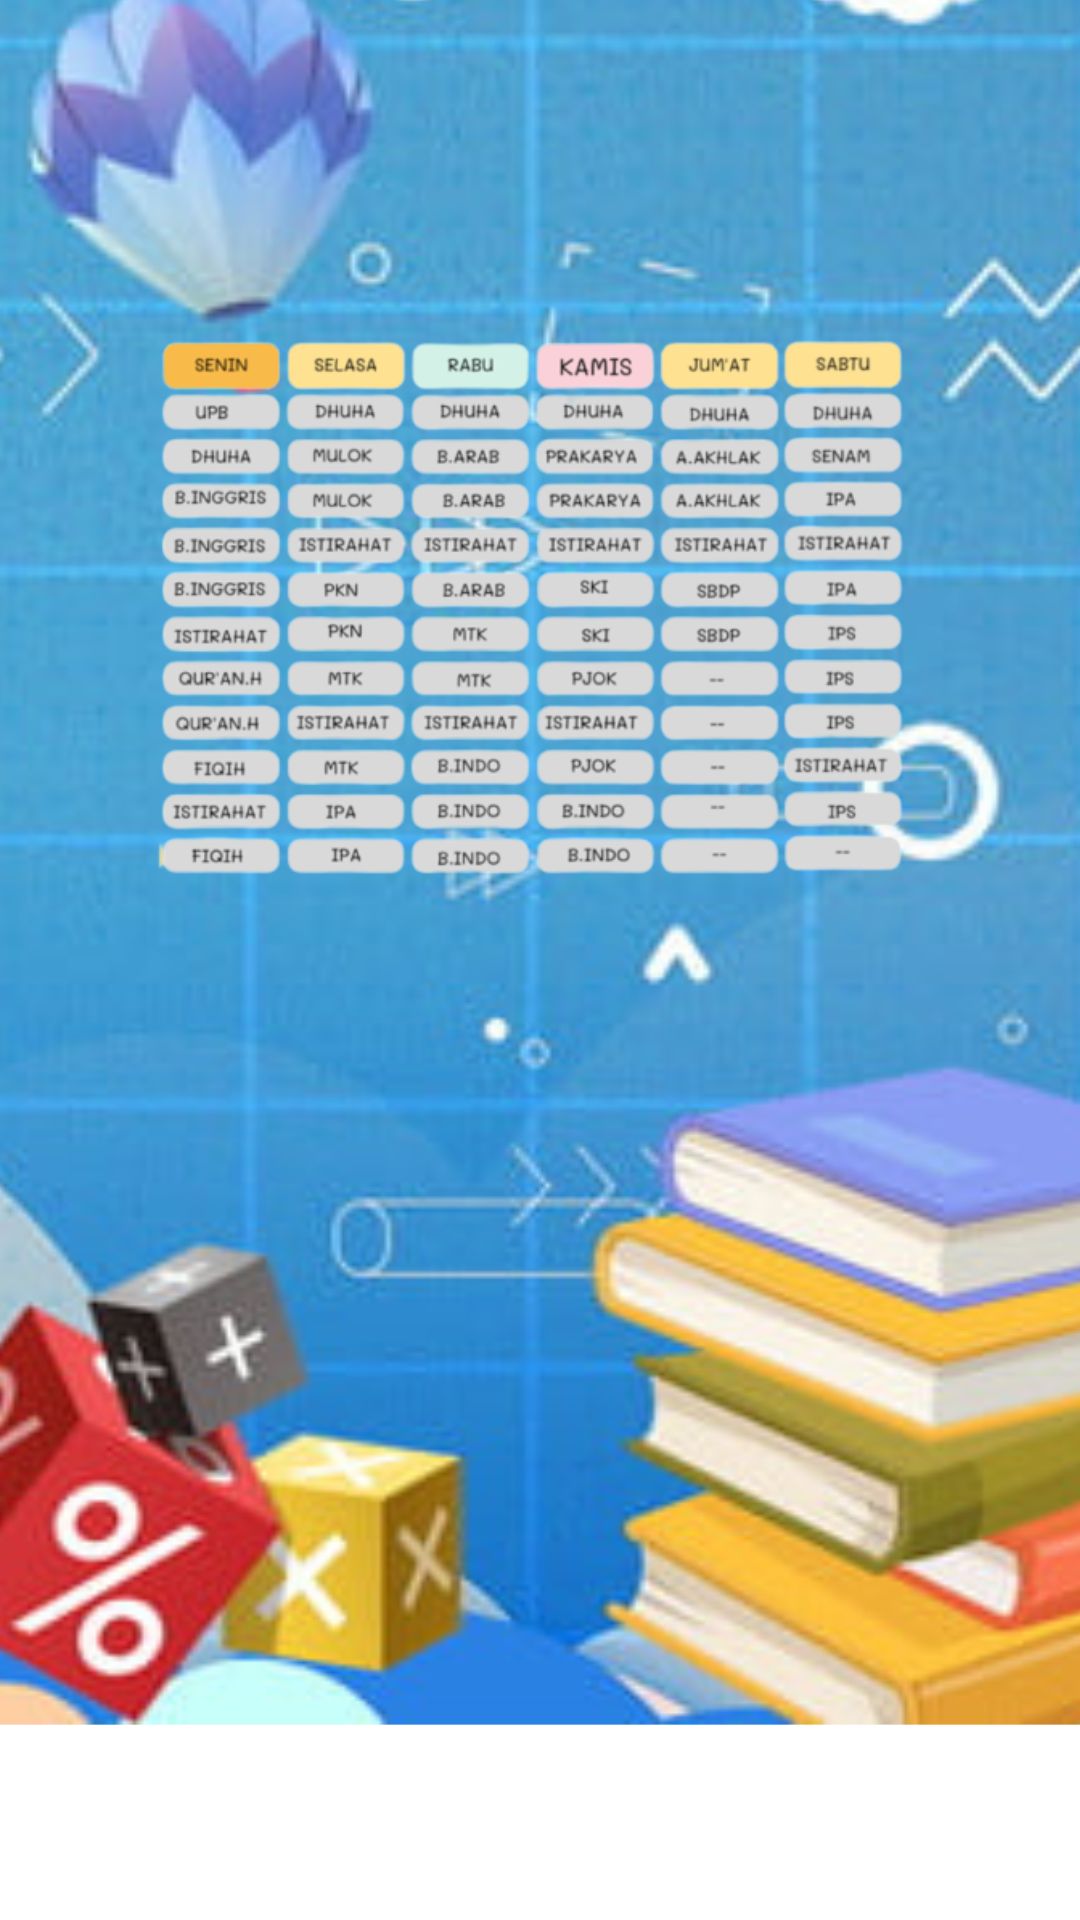 SENIN SELASA RABU KAMIS JUM'AT SABTU
UPB DHUHA DHUHA DHUHA DHUHA DHUHA
DHUHA MULOK B.ARAB PRAKARYA A.AKHLAK SENAM
B.INGGRIS MULOK B.ARAB PRAKARYA A.AKHLAK IPA
B.INGGRIS ISTIRAHAT ISTIRAHAT ISTIRAHAT ISTIRAHAT ISTIRAHAT
B.INGGRIS PKN B.ARAB SKI SBDP IPA
ISTIRAHAT PKN MTK SKI SBDP IPS
QUR'AN.H MTK MTK PJOK -- IPS
QUR'AN.H ISTIRAHAT ISTIRAHAT ISTIRAHAT -- IPS
FIQIH MTK B.INDO PJOK -- ISTIRAHAT
ISTIRAHAT IPA B.INDO B.INDO -- IPS
FIQIH IPA B.INDO B.INDO -- --
+ +
+ %
× × ×
%